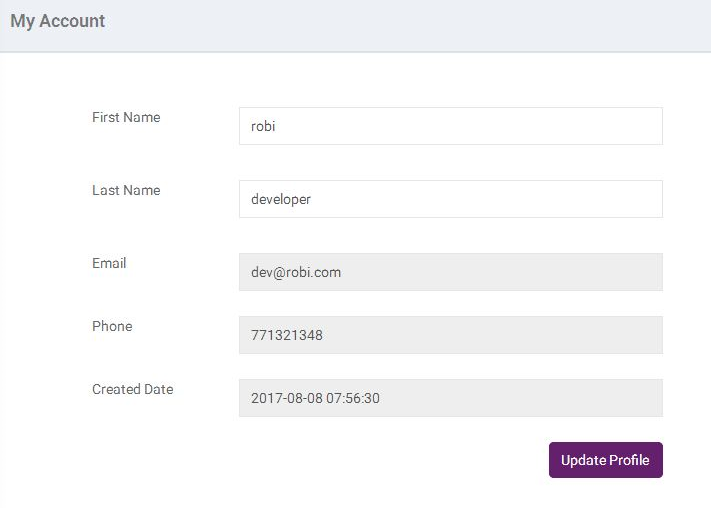 My Account
First Name
robi
Last Name
developer
Email
dev@robi.com
Phone
771321348
Created Date
2017-08-08 07:56:30
Update Profile